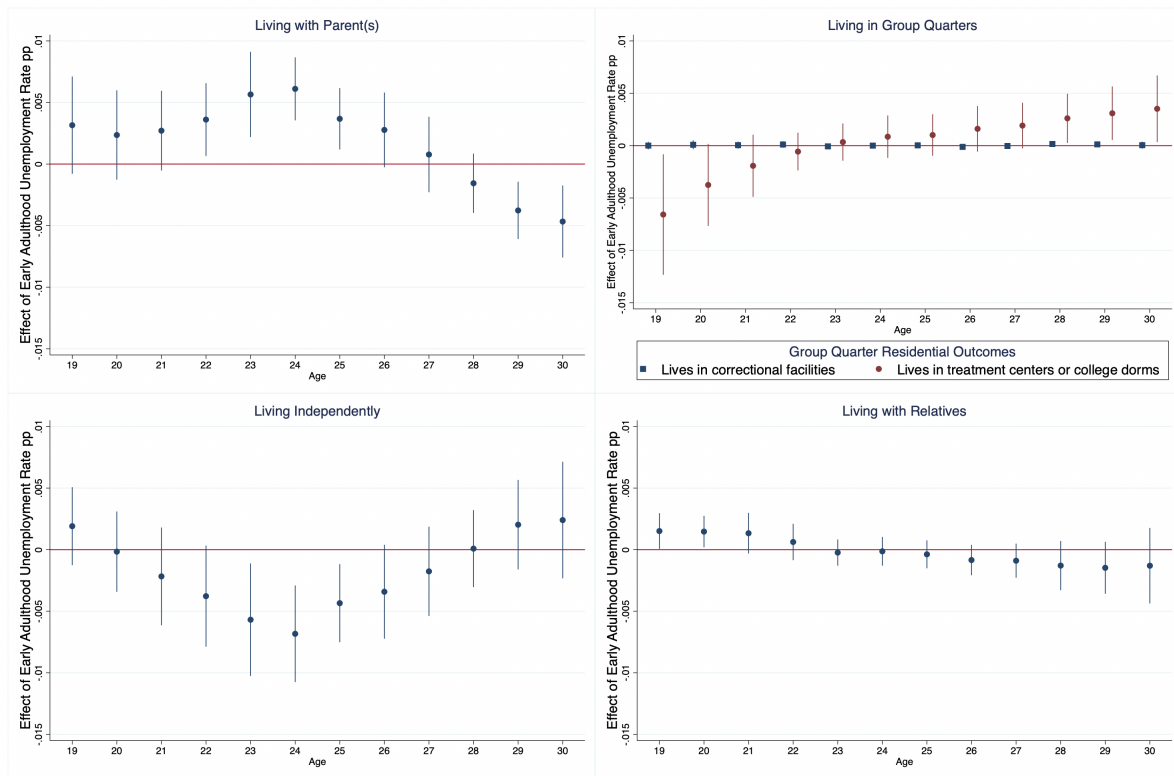 Living with Parent(s)
Effect of Early Adulthood Unemployment Rate pp
.01
.005
0
-.005
-.01
-.015
19 20 21 22 23 24 25 26 27 28 29 30
Age
Living in Group Quarters
Effect of Early Adulthood Unemployment Rate pp
.01
.005
0
-.005
-.01
-.015
19 20 21 22 23 24 25 26 27 28 29 30
Age
Group Quarter Residential Outcomes
Lives in correctional facilities Lives in treatment centers or college dorms
Living Independently
Effect of Early Adulthood Unemployment Rate pp
.01
.005
0
-.005
-.01
-.015
19 20 21 22 23 24 25 26 27 28 29 30
Age
Living with Relatives
Effect of Early Adulthood Unemployment Rate pp
.01
.005
0
-.005
-.01
-.015
19 20 21 22 23 24 25 26 27 28 29 30
Age